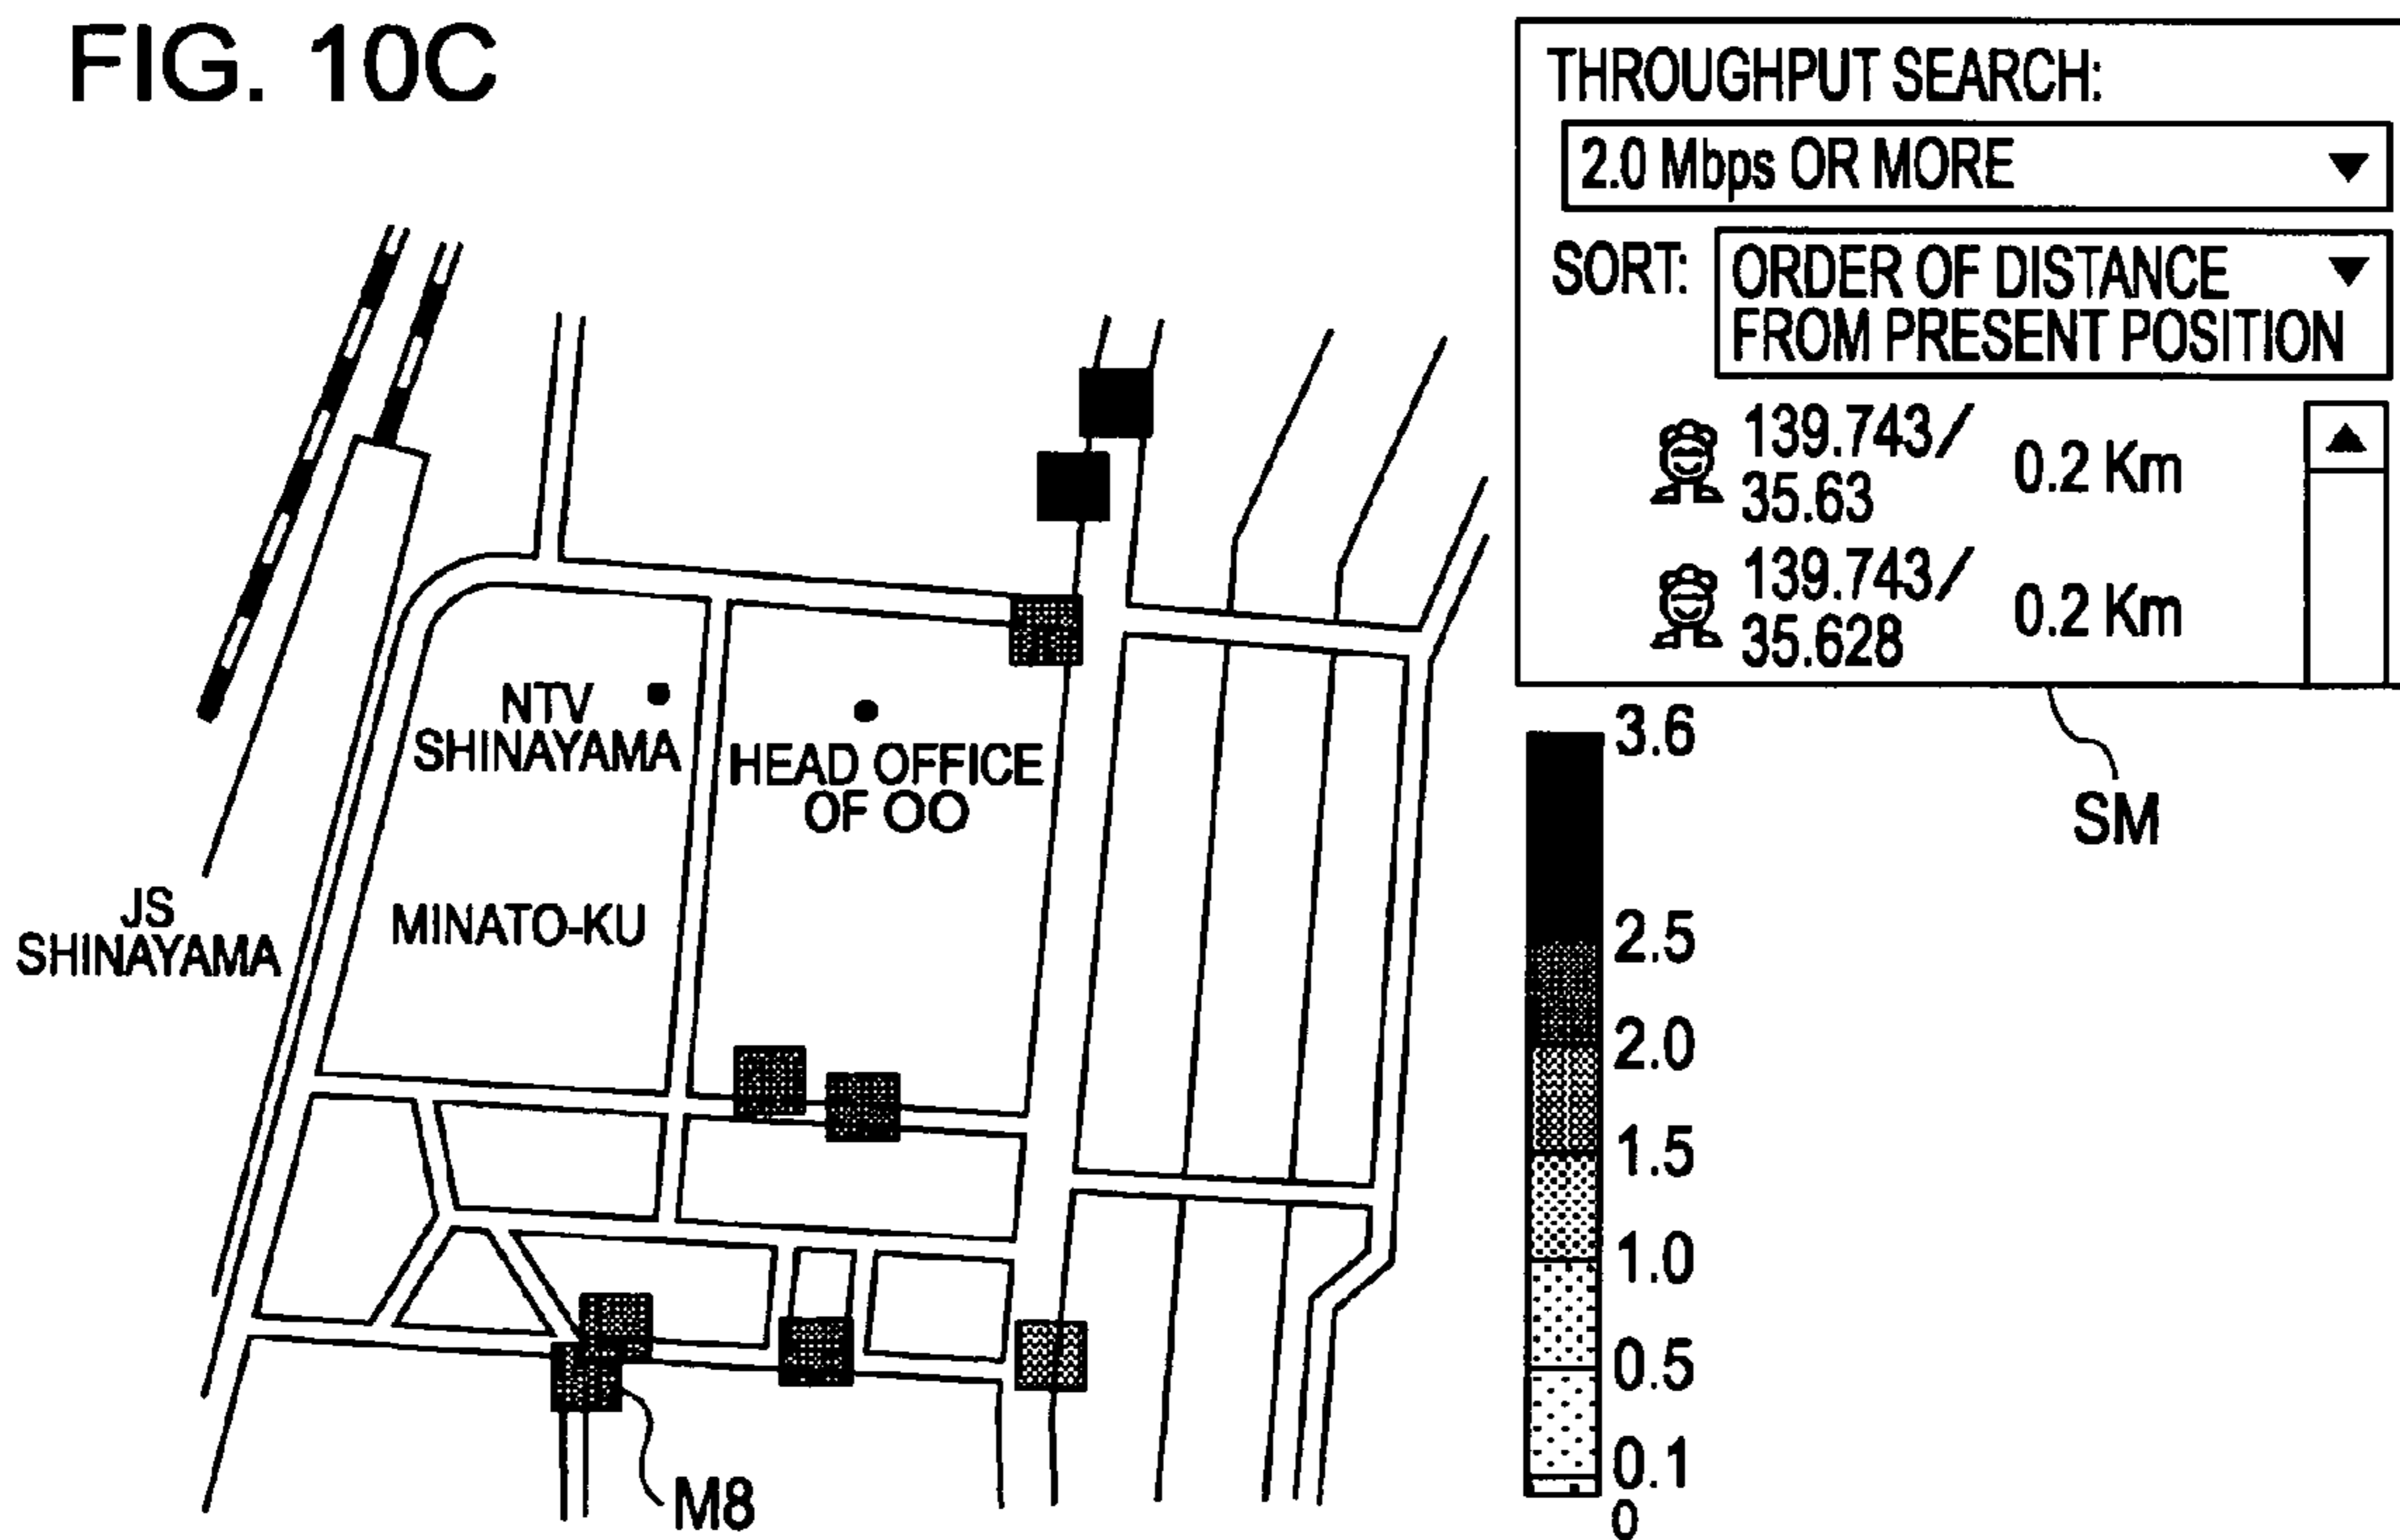 FIG. 10C
THROUGHPUT SEARCH:
2.0 Mbps OR MORE
SORT:
ORDER OF DISTANCE
FROM PRESENT POSITION
139.743/
35.63
0.2 Km
139.743/
35.628
0.2 Km
SM
NTV
SHINAYAMA
HEAD OFFICE
OF OO
JS
SHINAYAMA
MINATO-KU
M8
3.6
2.5
2.0
1.5
1.0
0.5
0.1
0